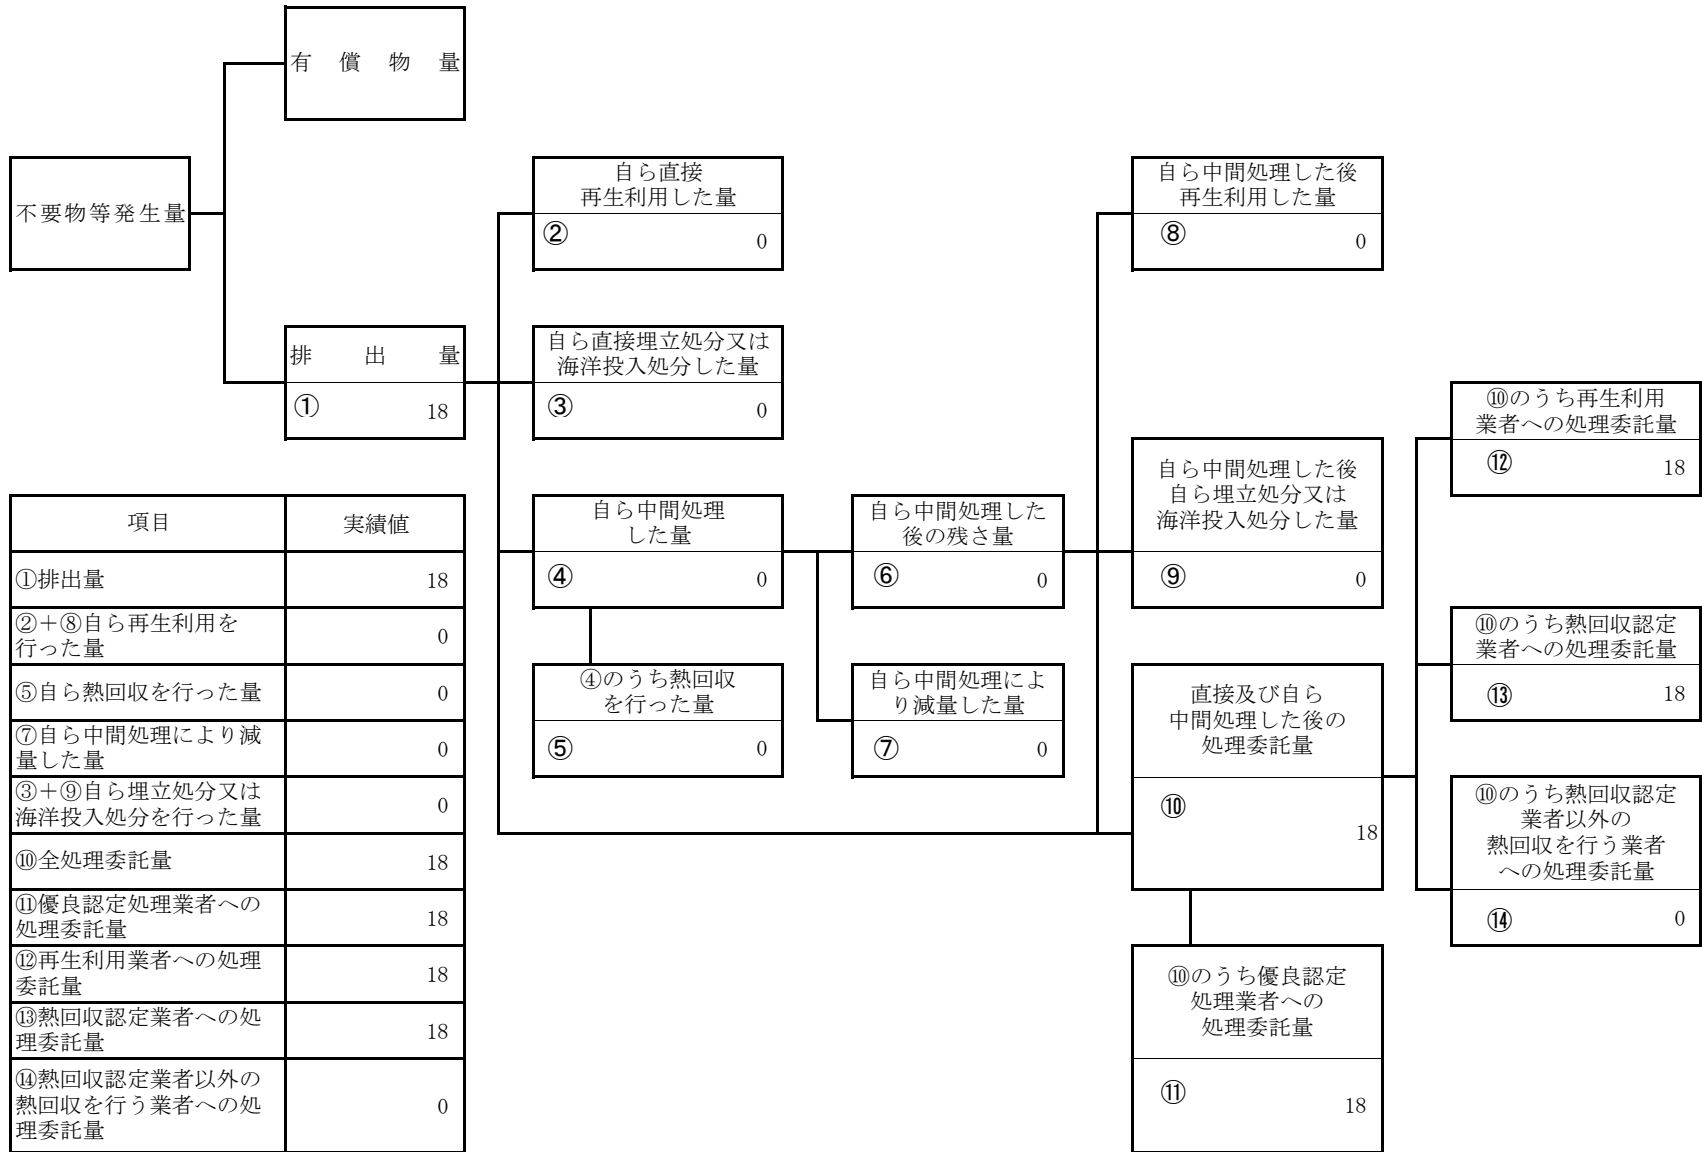 有償物量
不要物等発生量
排出量
① 18
自ら直接
再生利用した量
② 0
自ら直接埋立処分又は
海洋投入処分した量
③ 0
自ら中間処理
した量
④ 0
④のうち熱回収
を行った量
⑤ 0
自ら中間処理した
後の残さ量
⑥ 0
自ら中間処理によ
り減量した量
⑦ 0
自ら中間処理した後
再生利用した量
⑧ 0
自ら中間処理した後
自ら埋立処分又は
海洋投入処分した量
⑨ 0
直接及び自ら
中間処理した後の
処理委託量
⑩
18
⑩のうち優良認定
処理業者への
処理委託量
⑪ 18
⑩のうち再生利用
業者への処理委託量
⑫ 18
⑩のうち熱回収認定
業者への処理委託量
⑬ 18
⑩のうち熱回収認定
業者以外の
熱回収を行う業者
への処理委託量
⑭ 0
項目 実績値
①排出量 18
②＋⑧自ら再生利用を
行った量 0
⑤自ら熱回収を行った量 0
⑦自ら中間処理により減
量した量 0
③＋⑨自ら埋立処分又は
海洋投入処分を行った量 0
⑩全処理委託量 18
⑪優良認定処理業者への
処理委託量 18
⑫再生利用業者への処理
委託量 18
⑬熱回収認定業者への処
理委託量 18
⑭熱回収認定業者以外の
熱回収を行う業者への処
理委託量 0